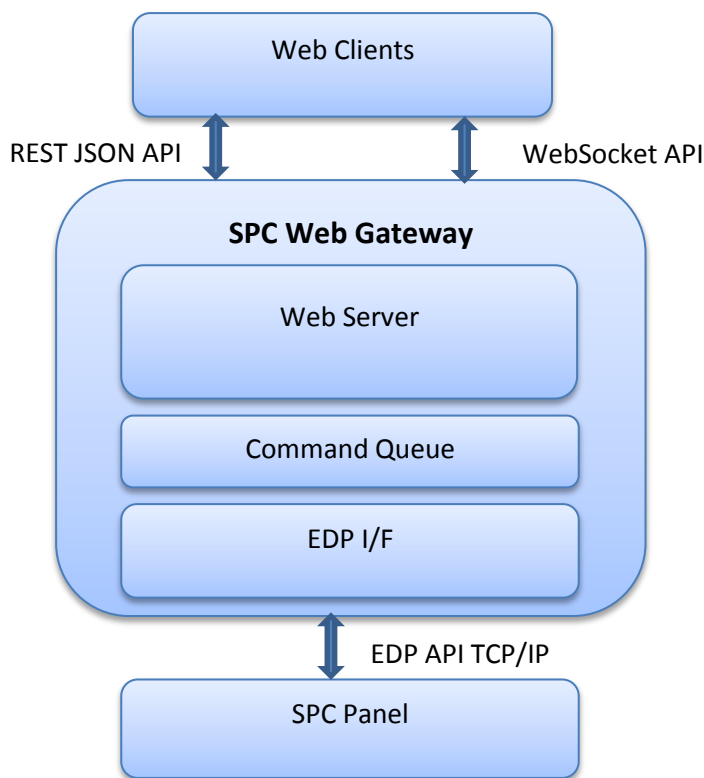 Web Clients
REST JSON API
WebSocket API
SPC Web Gateway
Web Server
Command Queue
EDP I/F
EDP API TCP/IP
SPC Panel